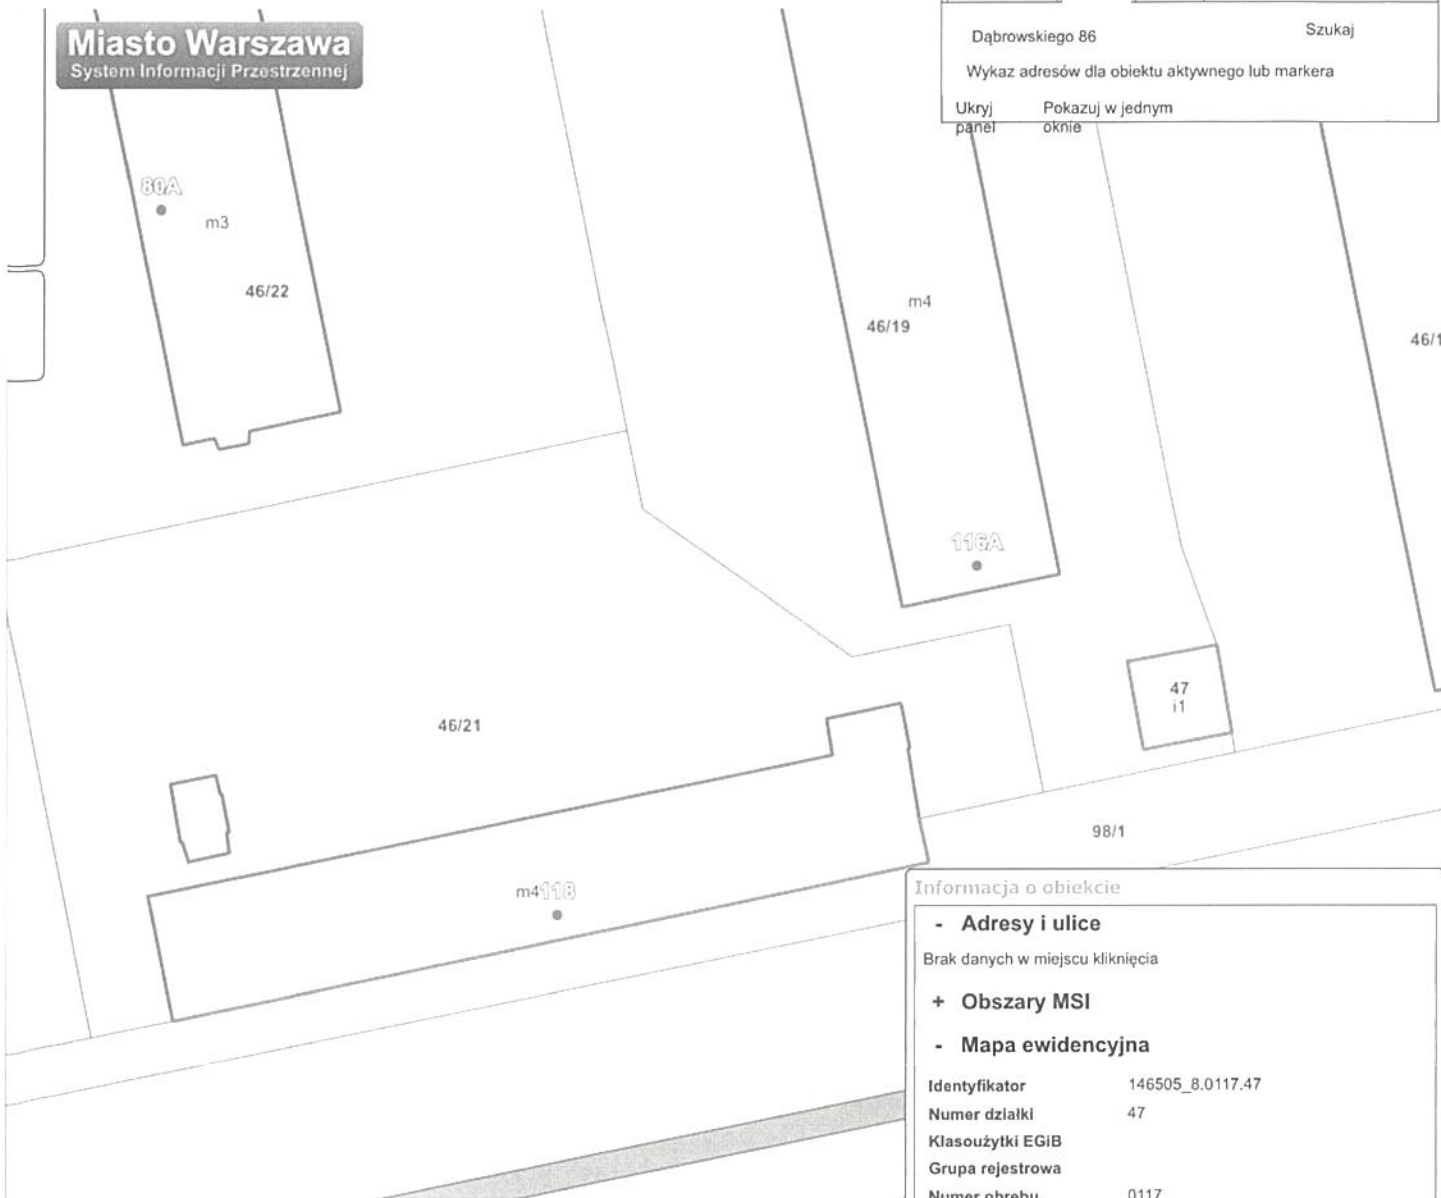 Miasto Warszawa
System Informacji Przestrzennej
Dąbrowskiego 86 Szukaj
Wykaz adresów dla obiektu aktywnego lub markera
Ukryj panel
Pokazuj w jednym oknie
80A
m3
46/22
m4
46/19
46/1
116A
47
i1
46/21
98/1
m4 118
Informacja o obiekcie
- Adresy i ulice
Brak danych w miejscu kliknięcia
+ Obszary MSI
- Mapa ewidencyjna
Identyfikator 146505_8.0117.47
Numer działki 47
Klasoużytki EGiB
Grupa rejestrowa
Numer obrębu 0117